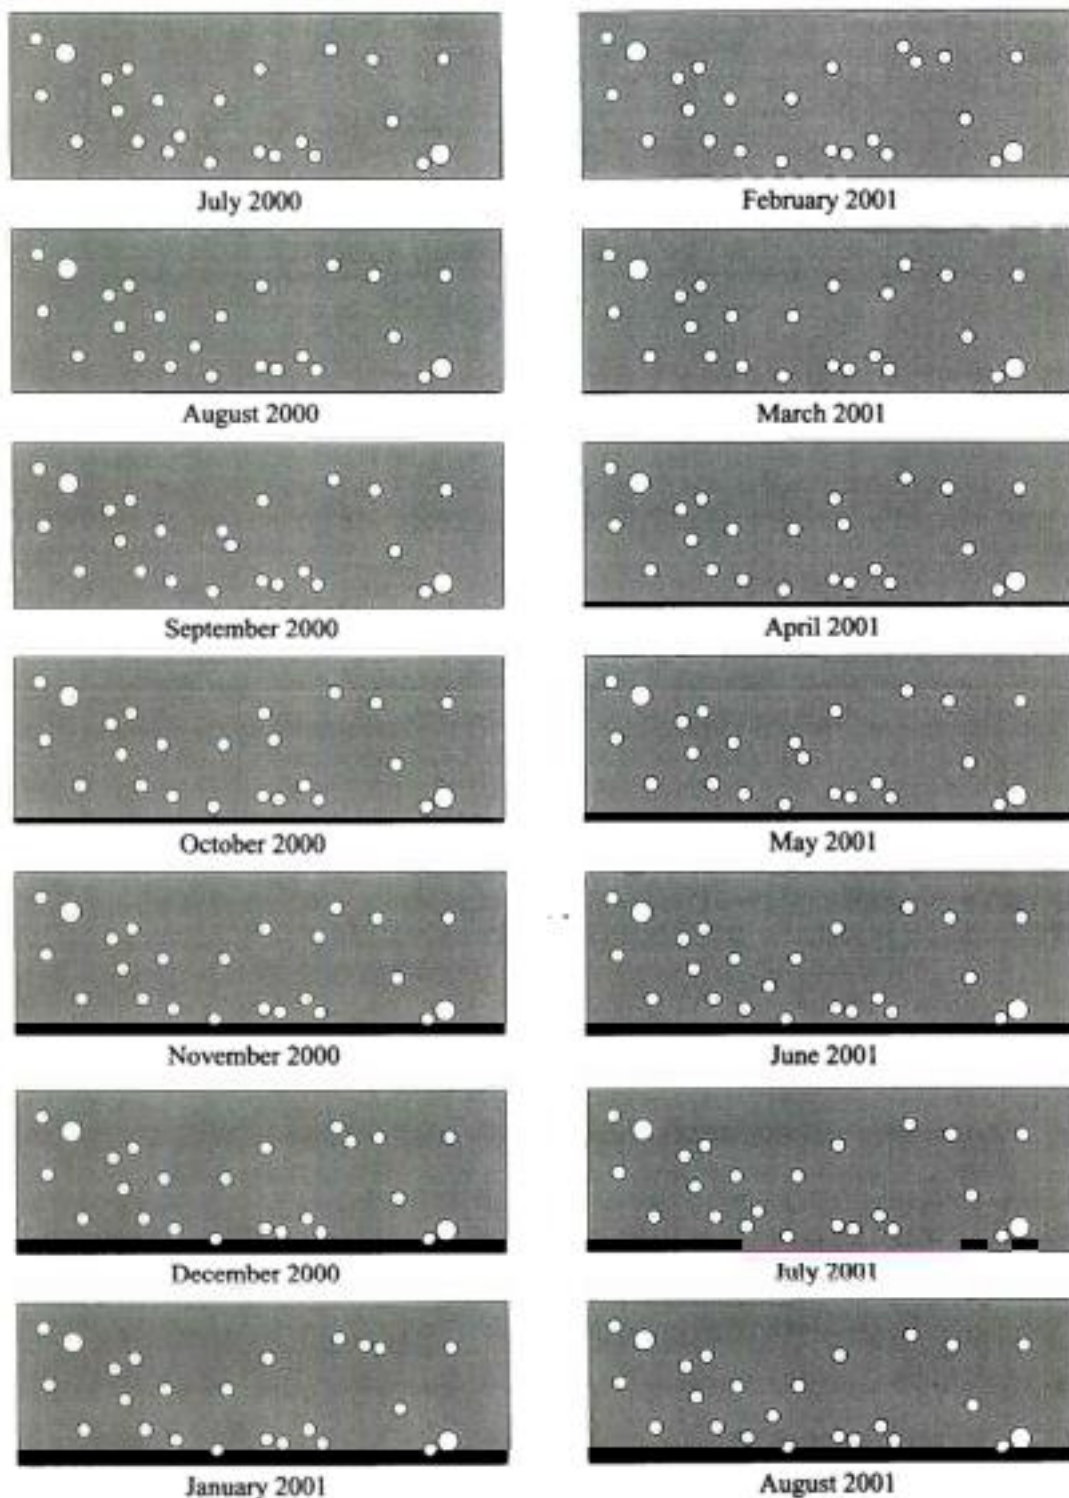 July 2000
February 2001
August 2000
March 2001
September 2000
April 2001
October 2000
May 2001
November 2000
June 2001
December 2000
July 2001
January 2001
August 2001